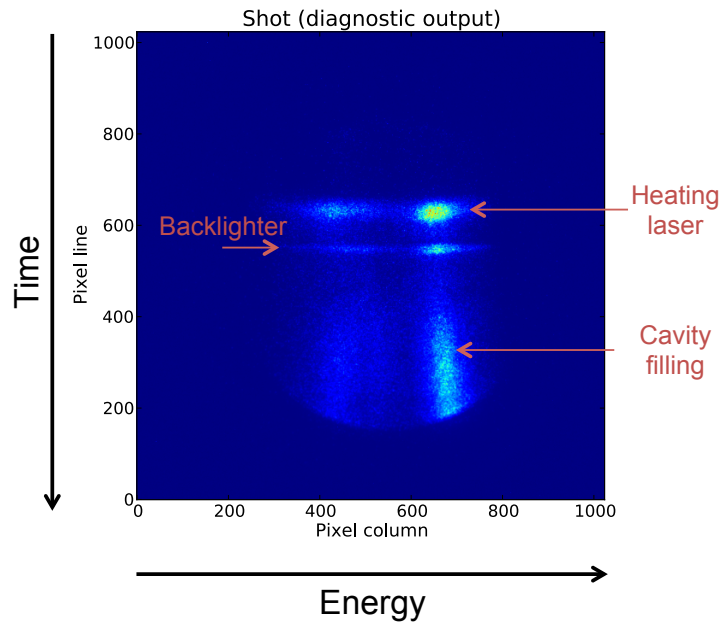 Shot (diagnostic output)
1000
800
600
400
200
0
Pixel line
Time
Backlighter
Heating
laser
Cavity
filling
0 200 400 600 800 1000
Pixel column
Energy